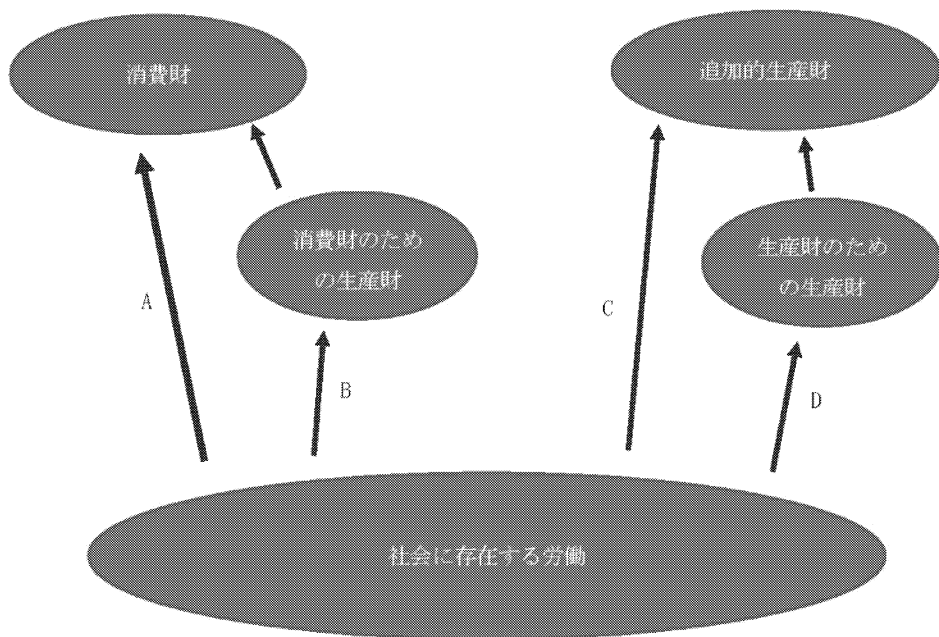 消費財
追加的生産財
消費財のため
の生産財
生産財のため
の生産財
A
B
C
D
社会に存在する労働